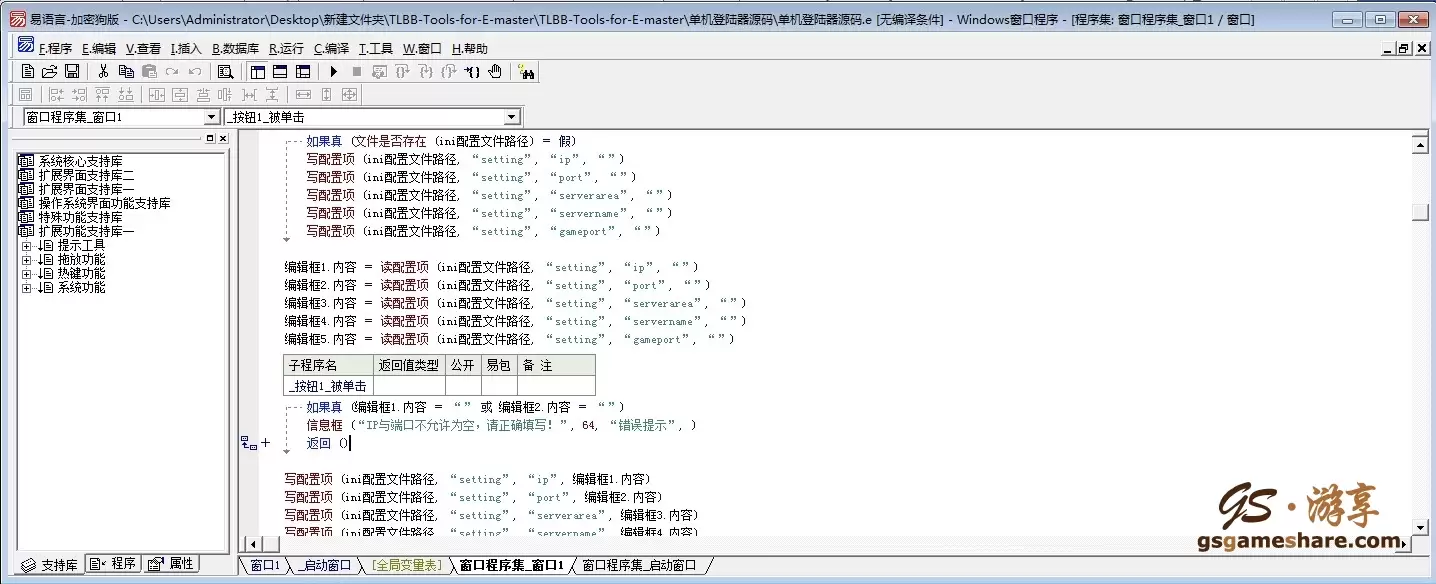 易语言-加密狗版 - C:\Users\Administrator\Desktop\新建文件夹\TLBB-Tools-for-E-master\TLBB-Tools-for-E-master\单机登陆器源码\单机登陆器源码.e [无编译条件] - Windows窗口程序 - [程序集: 窗口程序集_窗口1 / 窗口]
F.程序 E.编辑 V.查看 I.插入 B.数据库 R.运行 C.编译 T.工具 W.窗口 H.帮助
窗口程序集_窗口1 _按钮1_被单击
系统核心支持库
扩展界面支持库二
扩展界面支持库一
操作系统界面功能支持库
特殊功能支持库
扩展功能支持库一
提示工具
拖放功能
热键功能
系统功能
支持库 程序 属性
如果真 (文件是否存在 (ini配置文件路径) = 假)
写配置项 (ini配置文件路径, “setting”, “ip”, “”)
写配置项 (ini配置文件路径, “setting”, “port”, “”)
写配置项 (ini配置文件路径, “setting”, “serverarea”, “”)
写配置项 (ini配置文件路径, “setting”, “servername”, “”)
写配置项 (ini配置文件路径, “setting”, “gameport”, “”)
编辑框1.内容 = 读配置项 (ini配置文件路径, “setting”, “ip”, “”)
编辑框2.内容 = 读配置项 (ini配置文件路径, “setting”, “port”, “”)
编辑框3.内容 = 读配置项 (ini配置文件路径, “setting”, “serverarea”, “”)
编辑框4.内容 = 读配置项 (ini配置文件路径, “setting”, “servername”, “”)
编辑框5.内容 = 读配置项 (ini配置文件路径, “setting”, “gameport”, “”)
子程序名 返回值类型 公开 易包 备 注
_按钮1_被单击
如果真 (编辑框1.内容 = “” 或 编辑框2.内容 = “”)
信息框 (“IP与端口不允许为空，请正确填写！”, 64, “错误提示”, )
返回 ()
写配置项 (ini配置文件路径, “setting”, “ip”, 编辑框1.内容)
写配置项 (ini配置文件路径, “setting”, “port”, 编辑框2.内容)
写配置项 (ini配置文件路径, “setting”, “serverarea”, 编辑框3.内容)
写配置项 (ini配置文件路径, “setting”, “servername”, 编辑框4.内容)
窗口1 _启动窗口 [全局变量表] 窗口程序集_窗口1 窗口程序集_启动窗口
GS·游享
gsgameshare.com